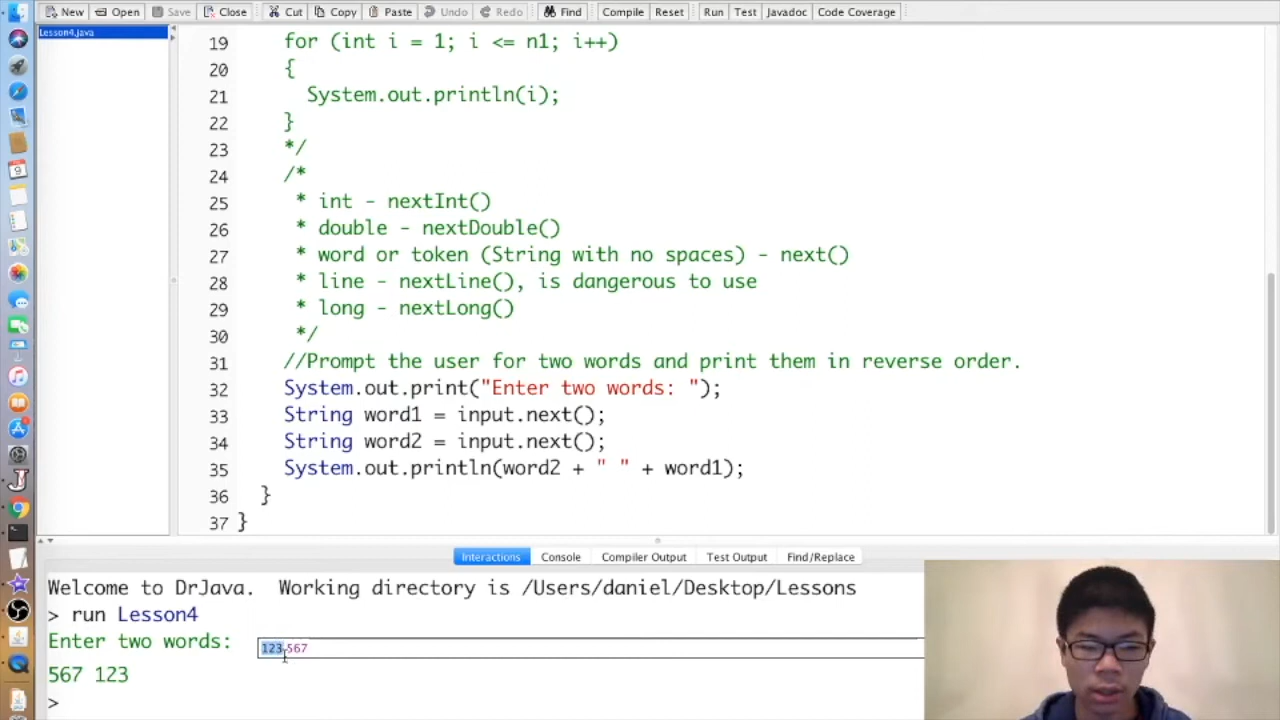 New Open Save Close Cut Copy Paste Undo Redo Find Compile Reset Run Test Javadoc Code Coverage
Lesson4.java
19 for (int i = 1; i <= n1; i++)
20 {
21 System.out.println(i);
22 }
23 */
24 /*
25 * int - nextInt()
26 * double - nextDouble()
27 * word or token (String with no spaces) - next()
28 * line - nextLine(), is dangerous to use
29 * long - nextLong()
30 */
31 //Prompt the user for two words and print them in reverse order.
32 System.out.print("Enter two words: ");
33 String word1 = input.next();
34 String word2 = input.next();
35 System.out.println(word2 + " " + word1);
36 }
37 }
Interactions Console Compiler Output Test Output Find/Replace
Welcome to DrJava. Working directory is /Users/daniel/Desktop/Lessons
> run Lesson4
Enter two words: 123 567
567 123
>